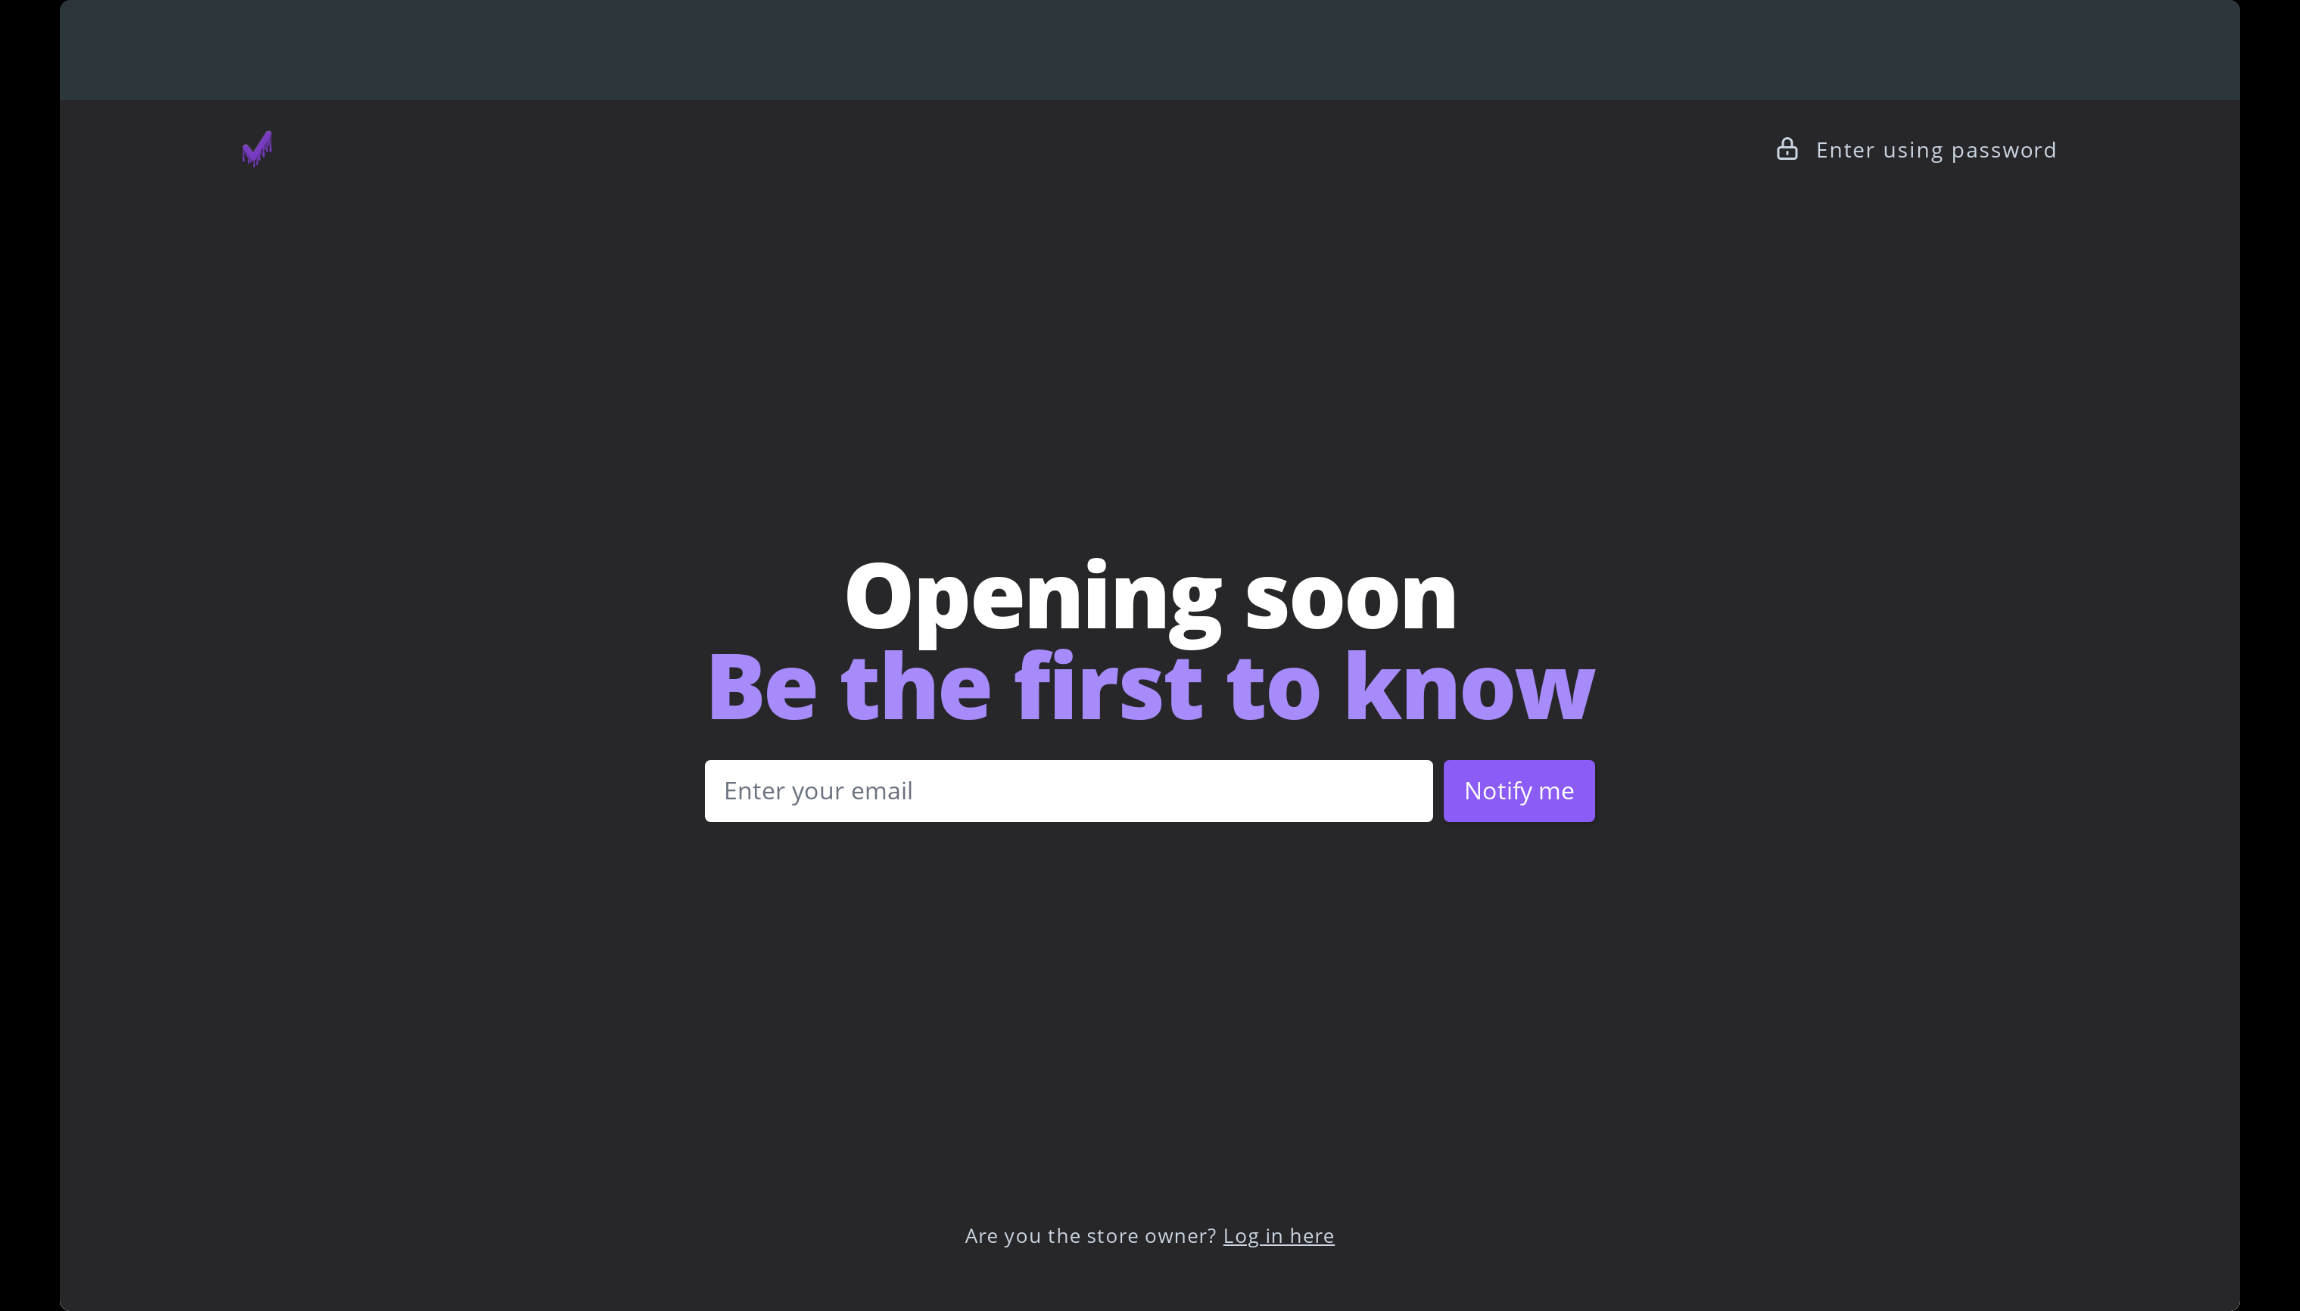 Enter using password
Opening soon
Be the first to know
Enter your email
Notify me
Are you the store owner? Log in here